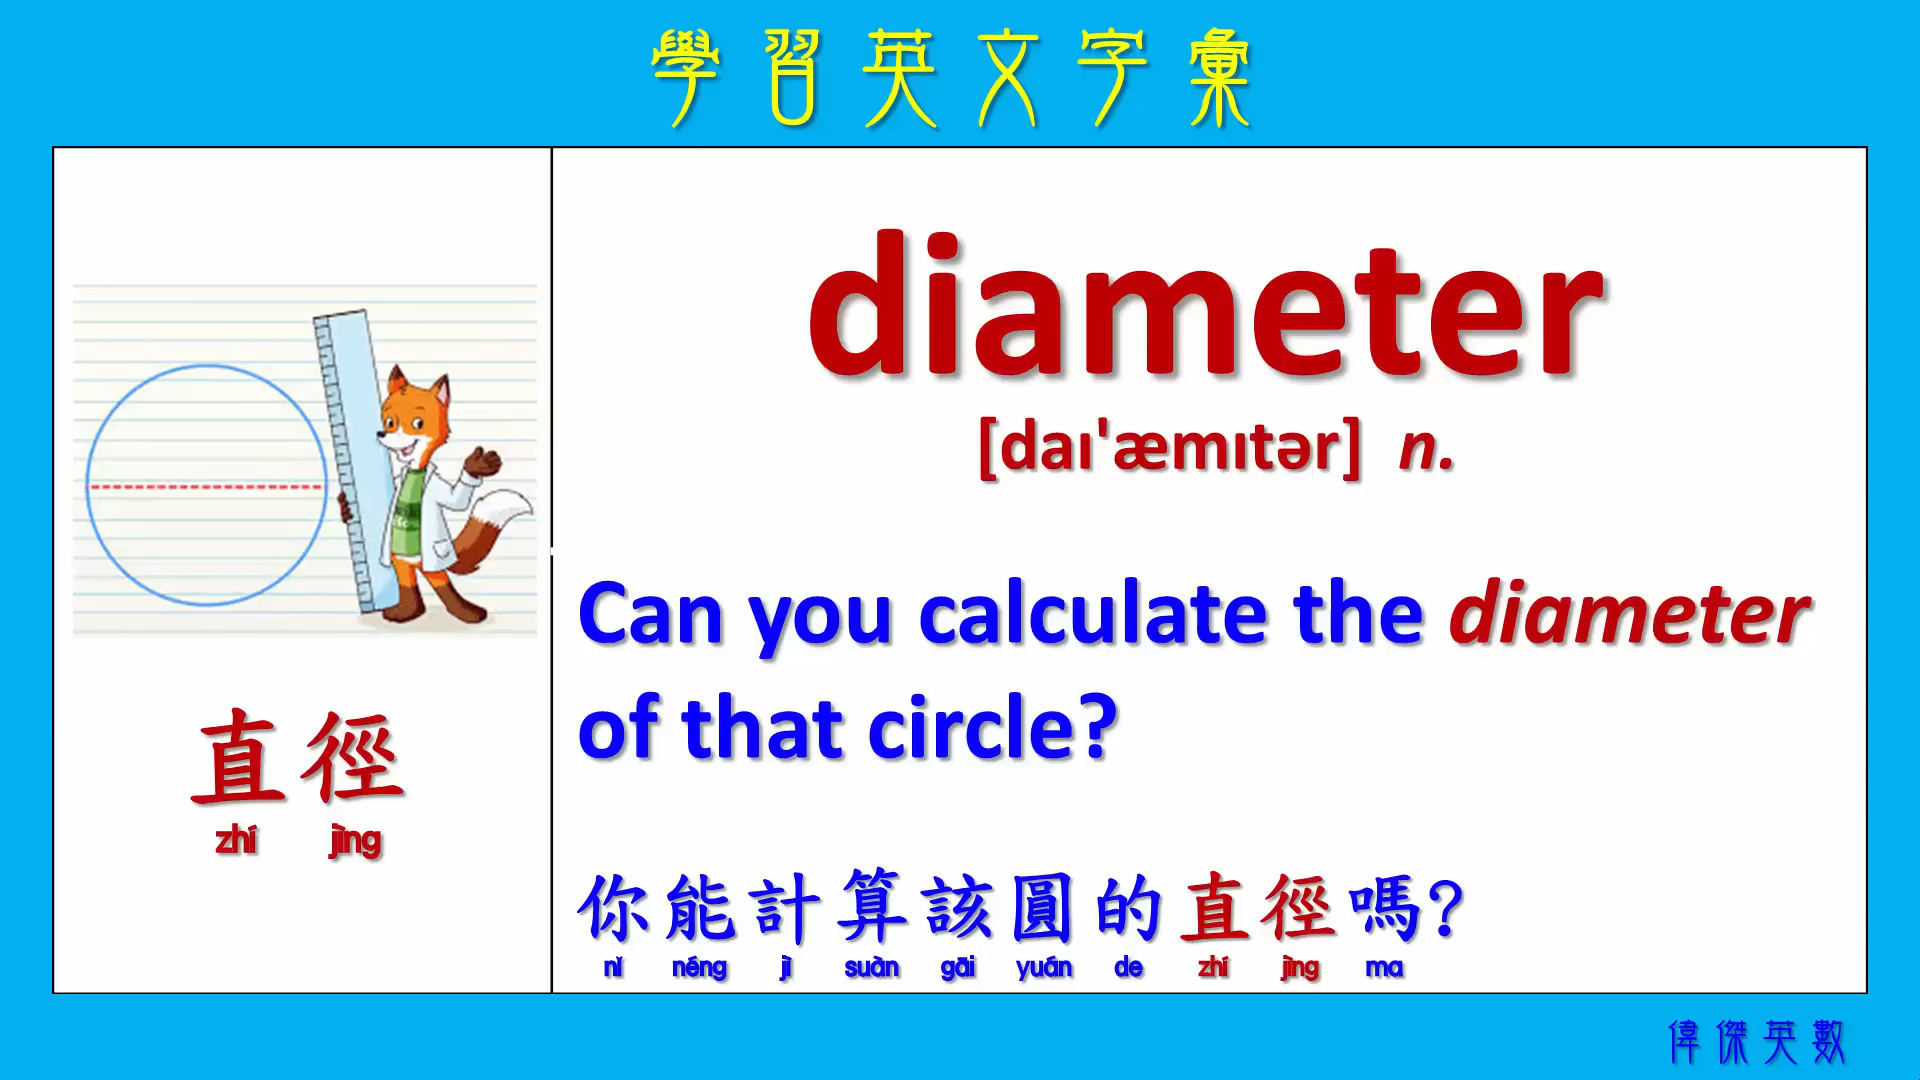 學習英文字彙
直徑
zhí jìng
diameter
[daɪ'æmɪtər] n.
Can you calculate the diameter
of that circle?
你能計算該圓的直徑嗎?
nǐ néng jì suàn gāi yuán de zhí jìng ma
偉傑英數